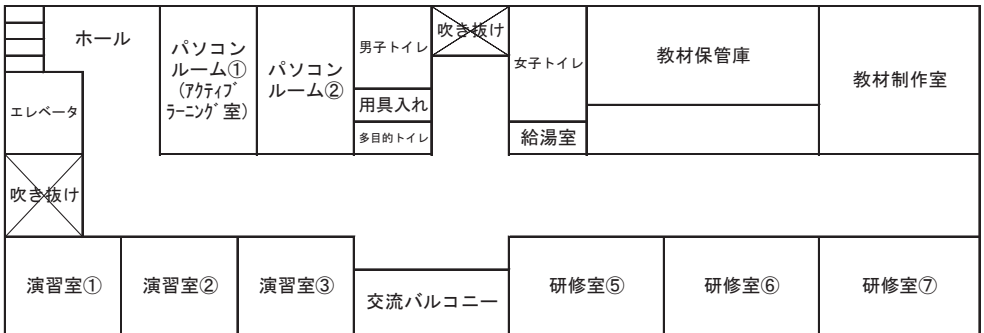 ホール
パソコン
ルーム①
(ｱｸﾃｨﾌﾞ
ﾗｰﾆﾝｸﾞ室)
パソコン
ルーム②
男子トイレ
用具入れ
多目的トイレ
吹き抜け
女子トイレ
給湯室
教材保管庫
教材制作室
エレベータ
吹き抜け
演習室①
演習室②
演習室③
交流バルコニー
研修室⑤
研修室⑥
研修室⑦